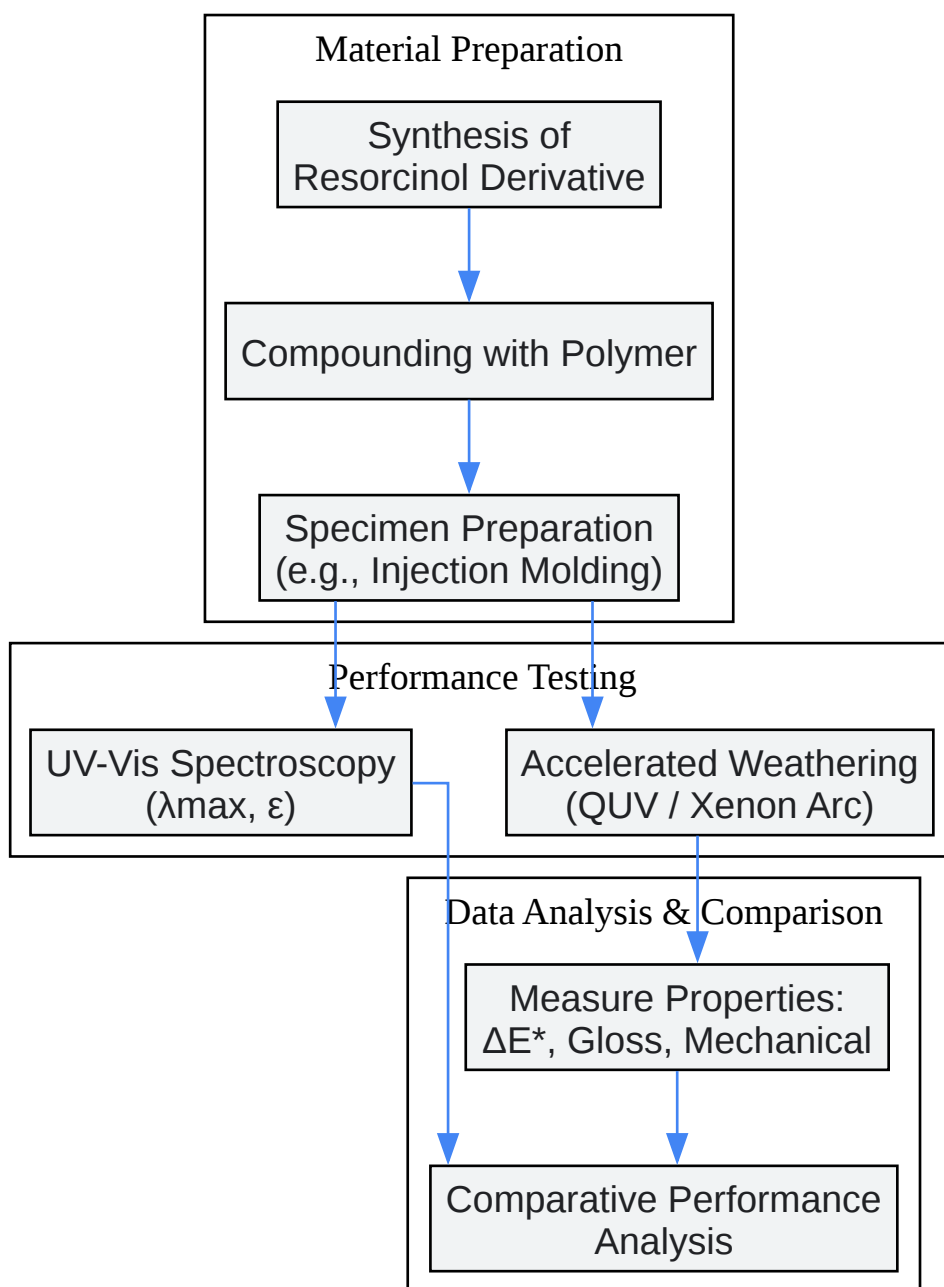 Material Preparation
Synthesis of
Resorcinol Derivative
Compounding with Polymer
Specimen Preparation
(e.g., Injection Molding)
Performance Testing
UV-Vis Spectroscopy
(λmax, ε)
Accelerated Weathering
(QUV / Xenon Arc)
Data Analysis & Comparison
Measure Properties:
ΔE*, Gloss, Mechanical
Comparative Performance
Analysis